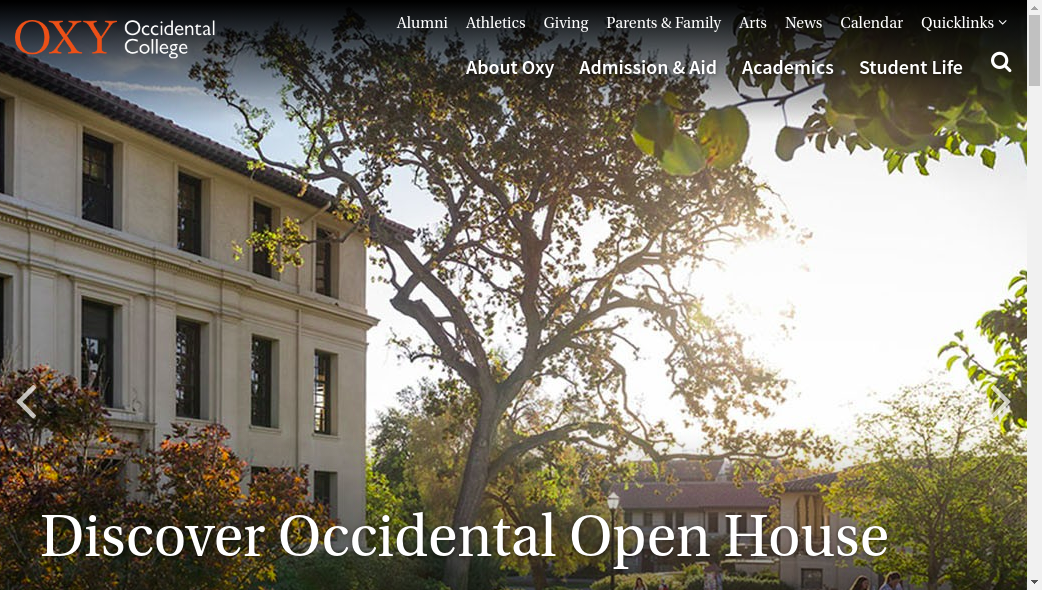 OXY Occidental College
Alumni Athletics Giving Parents & Family Arts News Calendar Quicklinks
About Oxy Admission & Aid Academics Student Life
Discover Occidental Open House